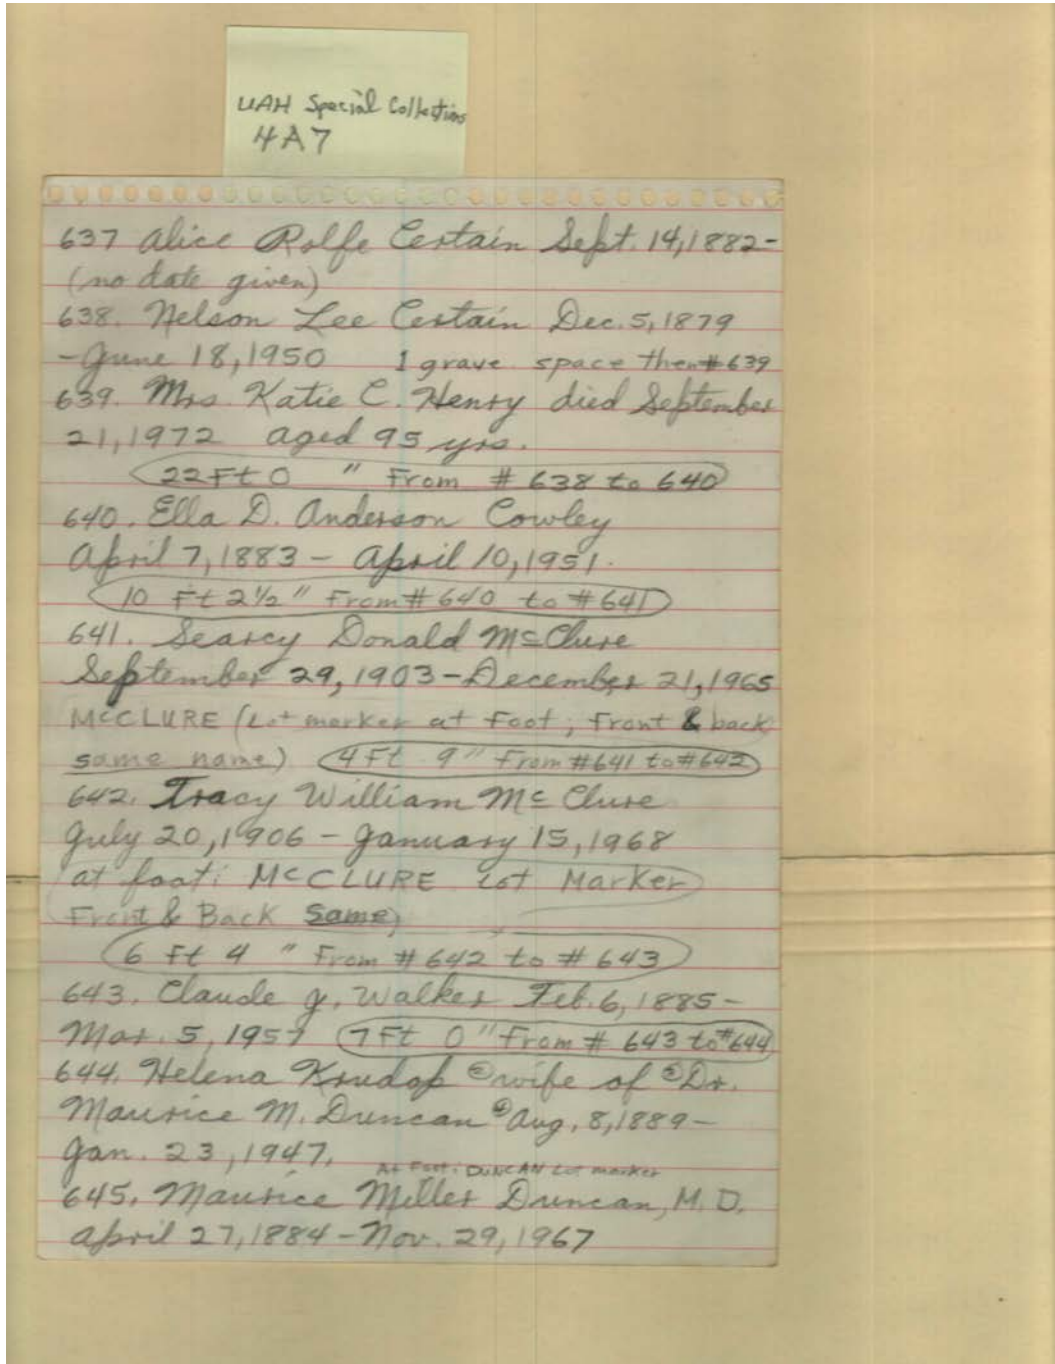 UAH Special Collections
4A7
637 Alice Rolfe Certain Sept. 14, 1882-
(no date given)
638. Nelson Lee Certain Dec. 5, 1879
- June 18, 1950 1 grave space then #639
639. Mrs. Katie C. Henry died September
21, 1972 aged 95 yrs.
22 Ft 0 " From # 638 to 640
640. Ella D. Anderson Cowley
April 7, 1883 - April 10, 1951.
10 Ft 2½" From # 640 to #641
641. Searcy Donald McClure
September 29, 1903 - December 21, 1965
McCLURE (Lot marker at Foot; Front & back
same name) 4 Ft 9" From #641 to #642
642. Tracy William McClure
July 20, 1906 - January 15, 1968
at foot: McCLURE Lot Marker
Front & Back Same)
6 Ft 4 " From # 642 to # 643
643. Claude J. Walker Feb. 6, 1885 -
Mar. 5, 1957 7 Ft 0 " From # 643 to #644
644. Helena Krudop wife of Dr.
Maurice M. Duncan Aug. 8, 1889 -
Jan. 23, 1947.
At Foot: DUNCAN Lot marker
645. Maurice Miller Duncan, M.D.
April 27, 1884 - Nov. 29, 1967